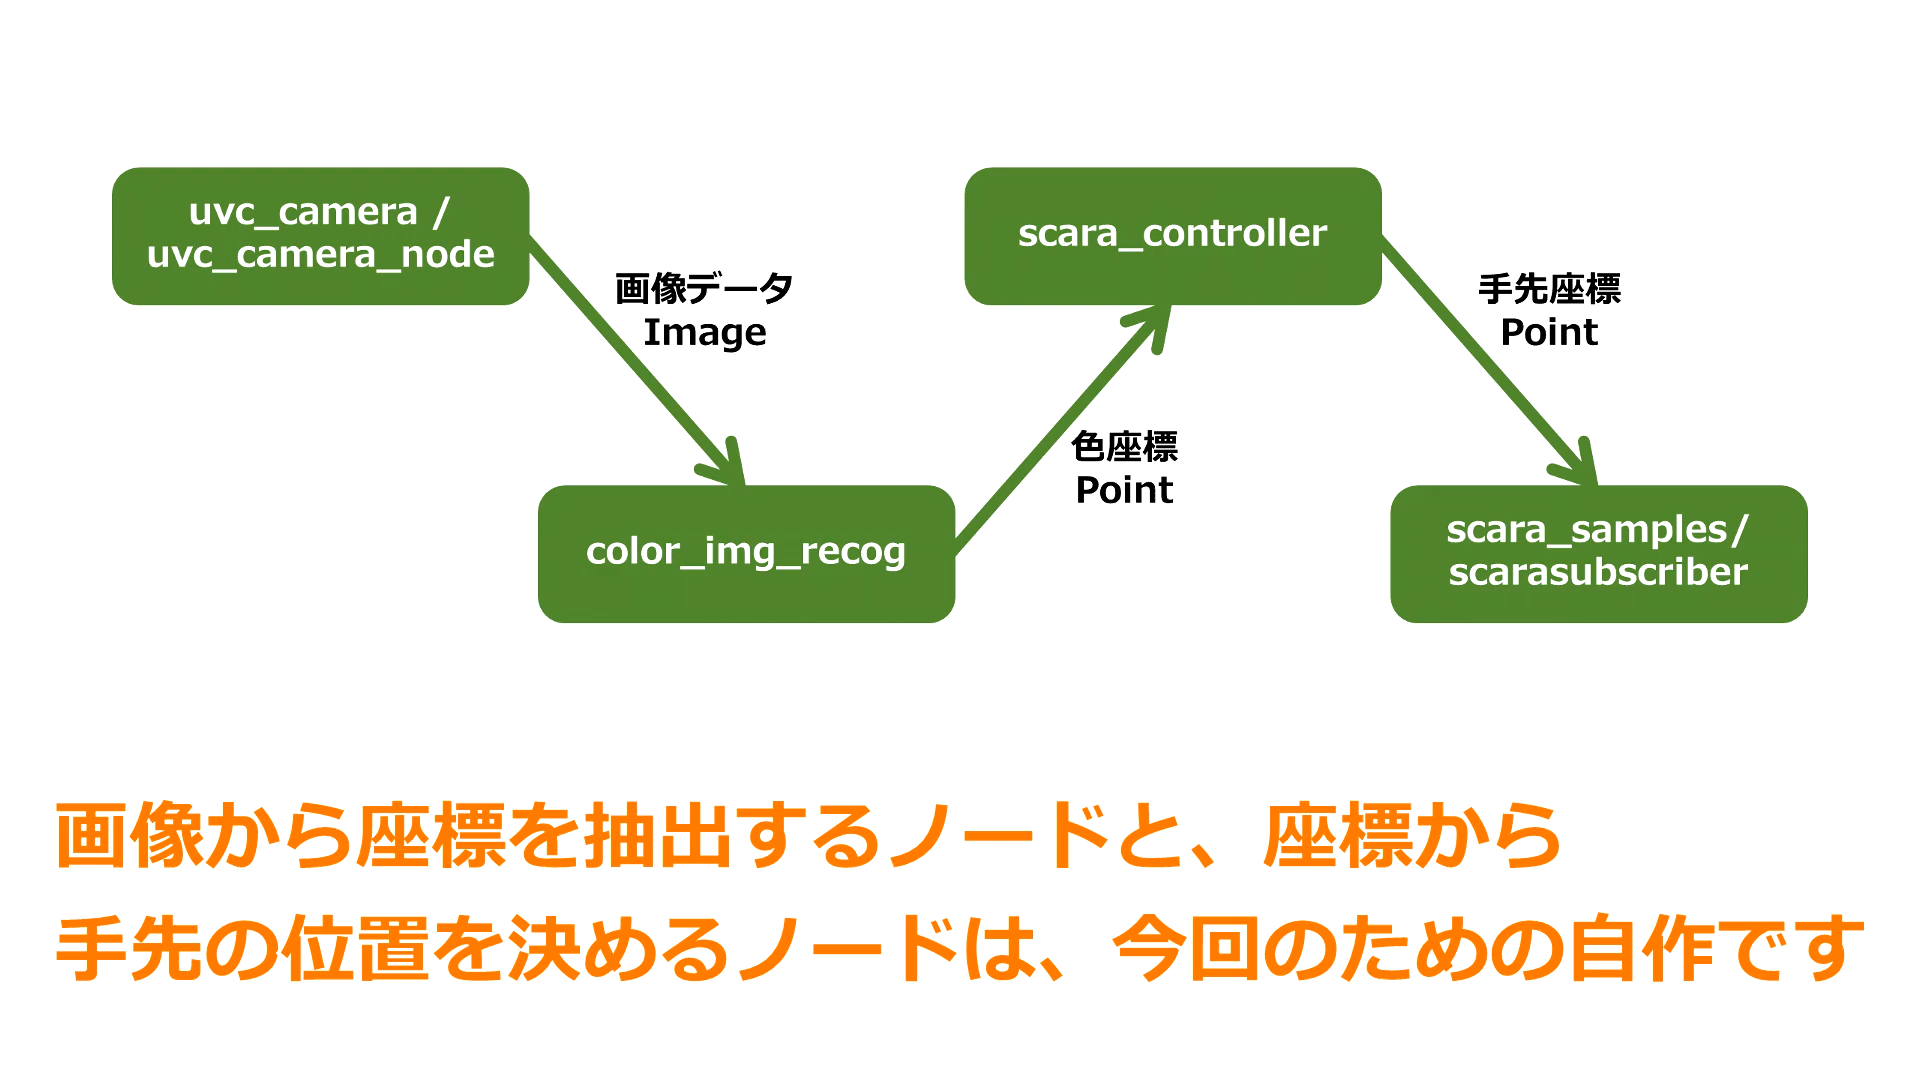 uvc_camera /
uvc_camera_node
画像データ
Image
color_img_recog
色座標
Point
scara_controller
手先座標
Point
scara_samples/
scarasubscriber
画像から座標を抽出するノードと、座標から
手先の位置を決めるノードは、今回のための自作です